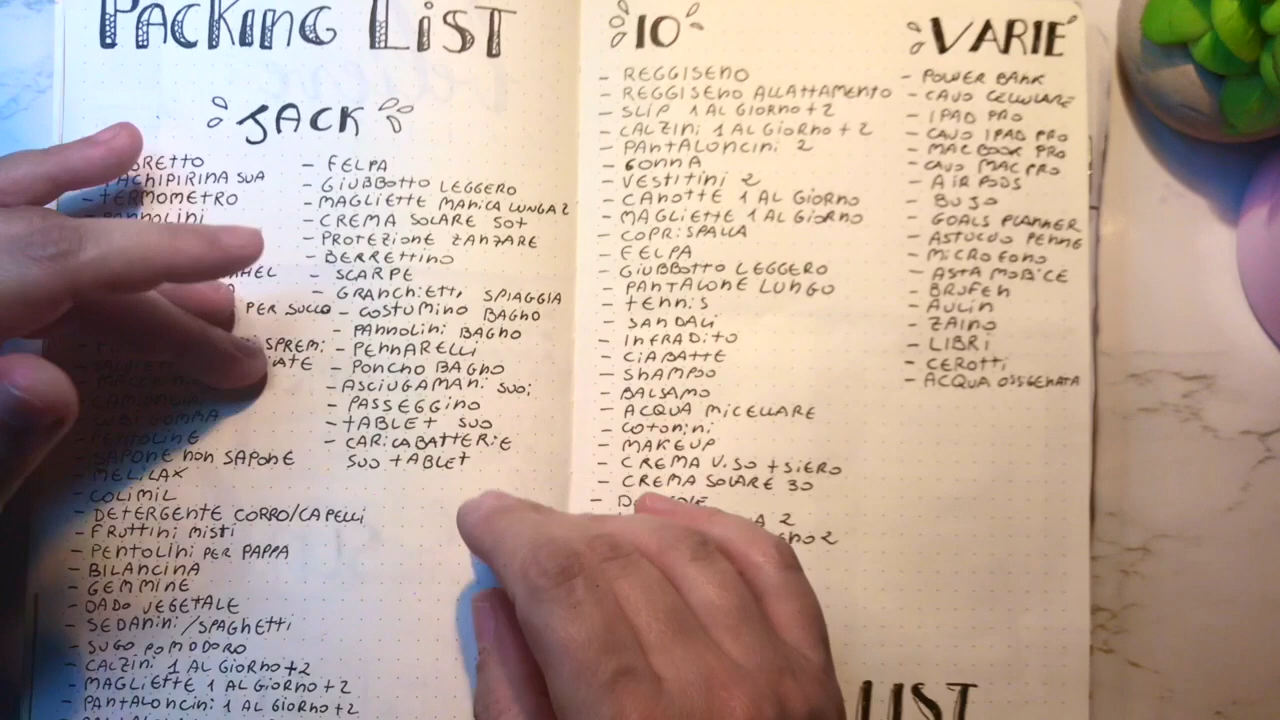 PACKING LIST
JACK
TERMOMETRO
- PANNOLINI
PER SUCCO
SPREMI
- SAPONE NON SAPONE
- MELILAX
- COLIMIL
- DETERGENTE CORPO/CAPELLI
- FRUTTINI MISTI
- PENTOLINI PER PAPPA
- BILANCINA
- GEMMINE
- DADO VEGETALE
- SEDANINI/SPAGHETTI
- SUGO POMODORO
- CALZINI 1 AL GIORNO+2
- MAGLIETTE 1 AL GIORNO+2
- PANTALONCINI 1 AL GIORNO+2
- FELPA
- GIUBBOTTO LEGGERO
- MAGLIETTE MANICA LUNGA 2
- CREMA SOLARE 50+
- PROTEZIONE ZANZARE
- BERRETTINO
- SCARPE
- GRANCHIETTI SPIAGGIA
- COSTUMINO BAGNO
- PANNOLINI BAGNO
- PENNARELLI
- PONCHO BAGNO
- ASCIUGAMANI SUOI
- PASSEGGINO
- TABLET SUO
- CARICABATTERIE
SUO TABLET
IO
- REGGISENO
- REGGISENO ALLATTAMENTO
- SLIP 1 AL GIORNO+2
- CALZINI 1 AL GIORNO+2
- PANTALONCINI 2
- GONNA
- VESTITINI 2
- CANOTTE 1 AL GIORNO
- MAGLIETTE 1 AL GIORNO
- COPRISPALLA
- FELPA
- GIUBBOTTO LEGGERO
- PANTALONE LUNGO
- TENNIS
- SANDALI
- INFRADITO
- CIABATTE
- SHAMPOO
- BALSAMO
- ACQUA MICELLARE
- COTONINI
- MAKEUP
- CREMA VISO + SIERO
- CREMA SOLARE 30
VARIE
- POWER BANK
- CAVO CELLULARE
- IPAD PRO
- CAVO IPAD PRO
- MACBOOK PRO
- CAVO MAC PRO
- AIRPODS
- BUJO
- GOALS PLANNER
- ASTUCCIO PENNE
- MICROFONO
- ASTA MOBILE
- BRUFEN
- AULIN
- ZAINO
- LIBRI
- CEROTTI
- ACQUA OSSIGENATA
LIST